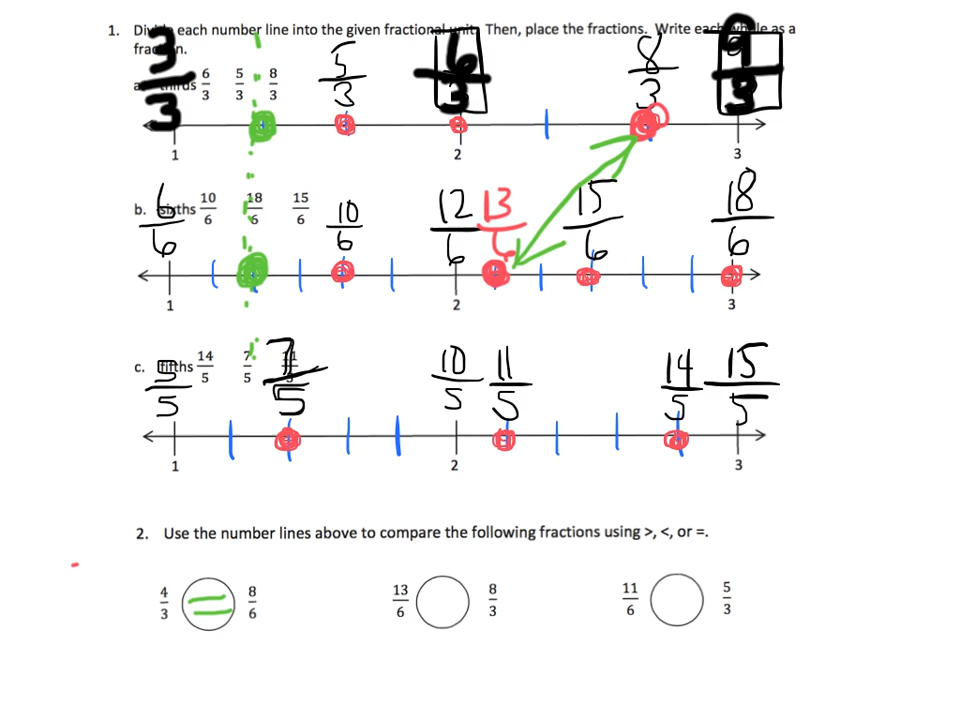 1. Divide each number line into the given fractional unit. Then, place the fractions. Write each whole as a
fraction.
3/3 5/3 6/3 8/3 9/3
a. thirds 6/3 5/3 8/3
1 2 3
b. sixths 10/6 18/6 15/6
6/6 10/6 12/6 13/6 15/6 18/6
1 2 3
c. fifths 14/5 7/5
5/5 7/5 10/5 11/5 14/5 15/5
1 2 3
2. Use the number lines above to compare the following fractions using >, <, or =.
4/3 = 8/6 13/6 8/3 11/6 5/3